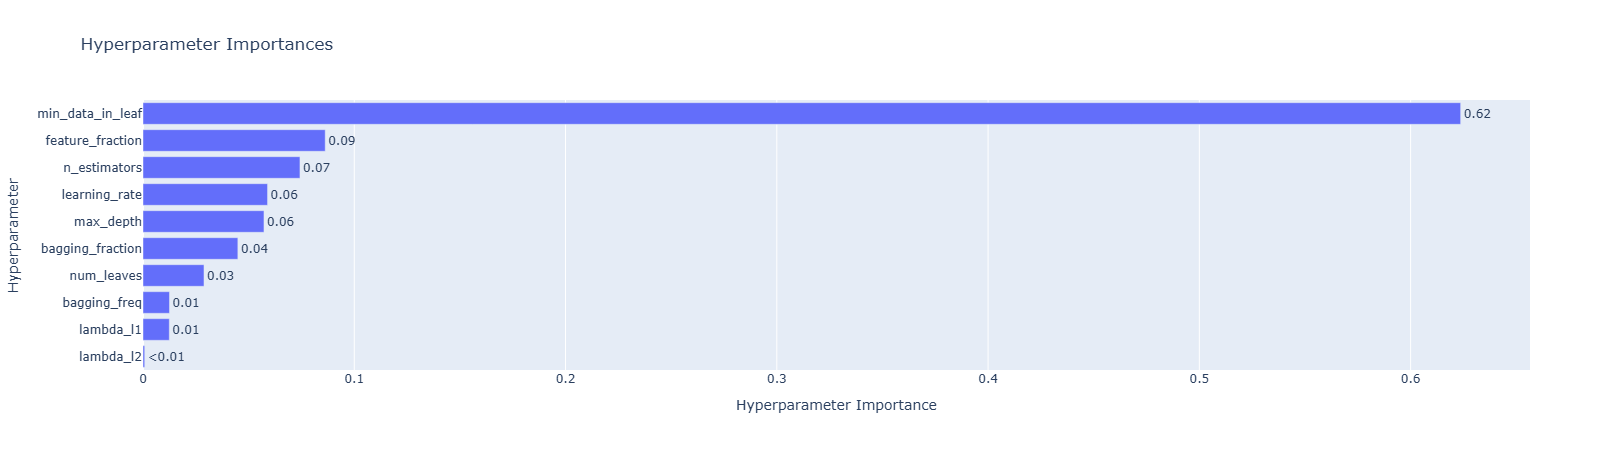 Hyperparameter Importances
min_data_in_leaf 0.62
feature_fraction 0.09
n_estimators 0.07
learning_rate 0.06
max_depth 0.06
bagging_fraction 0.04
num_leaves 0.03
bagging_freq 0.01
lambda_l1 0.01
lambda_l2 <0.01
0 0.1 0.2 0.3 0.4 0.5 0.6
Hyperparameter Importance
Hyperparameter